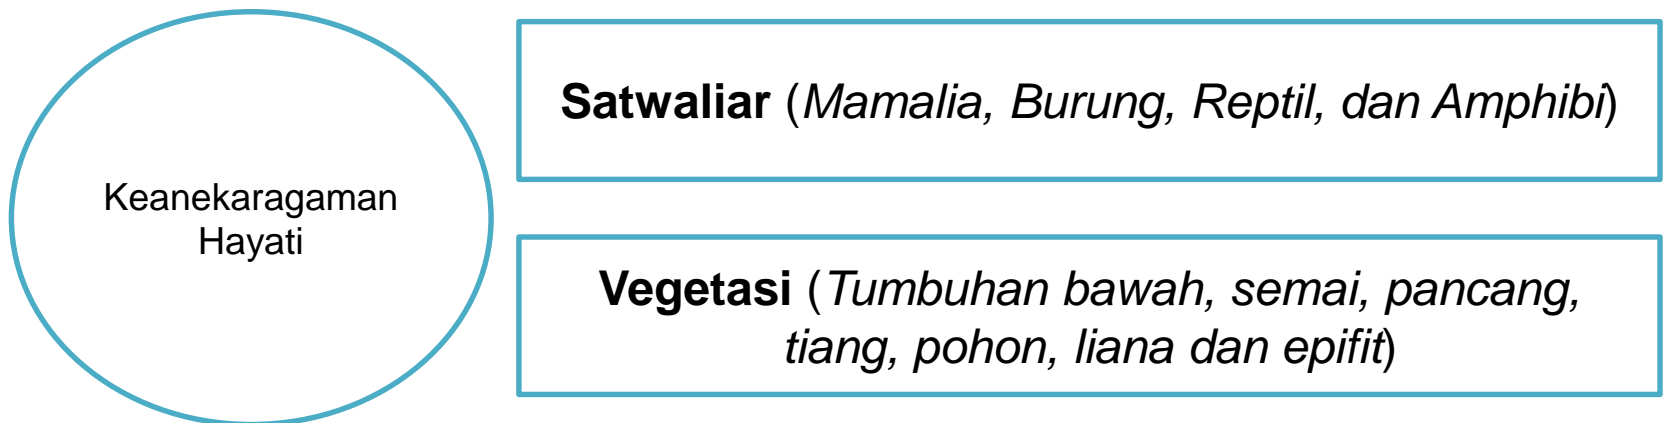 Keanekaragaman
Hayati
Satwaliar (Mamalia, Burung, Reptil, dan Amphibi)
Vegetasi (Tumbuhan bawah, semai, pancang,
tiang, pohon, liana dan epifit)